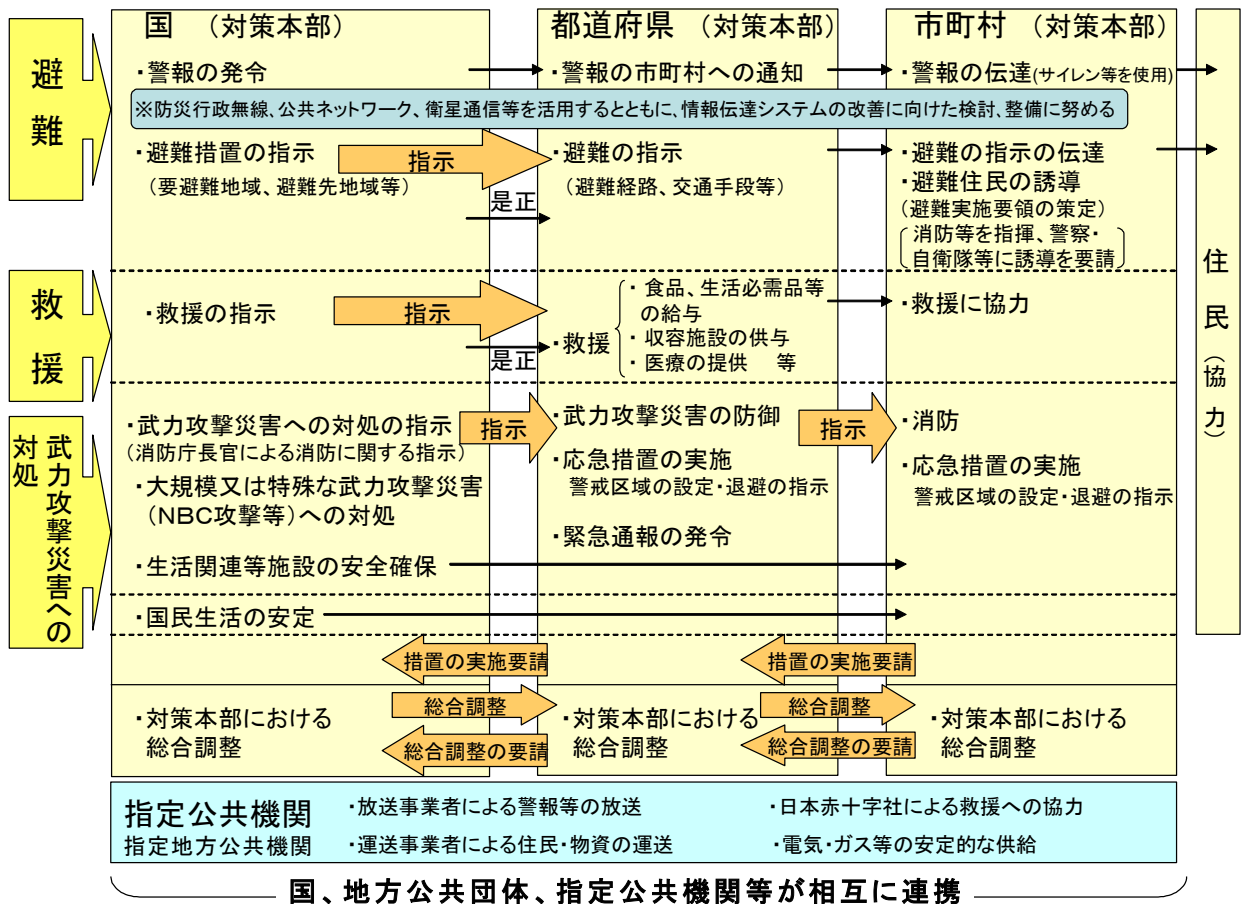 国　(対策本部)
都道府県　(対策本部)
市町村　(対策本部)
避難
・警報の発令
・警報の市町村への通知
・警報の伝達(サイレン等を使用)
※防災行政無線、公共ネットワーク、衛星通信等を活用するとともに、情報伝達システムの改善に向けた検討、整備に努める
・避難措置の指示
(要避難地域、避難先地域等)
指示
是正
・避難の指示
(避難経路、交通手段等)
・避難の指示の伝達
・避難住民の誘導
(避難実施要領の策定)
消防等を指揮、警察・
自衛隊等に誘導を要請
救援
・救援の指示
指示
是正
・救援
・食品、生活必需品等
の給与
・収容施設の供与
・医療の提供　等
・救援に協力
武力攻撃災害への
対処
・武力攻撃災害への対処の指示
(消防庁長官による消防に関する指示)
・大規模又は特殊な武力攻撃災害
(NBC攻撃等)への対処
・生活関連等施設の安全確保
指示
・武力攻撃災害の防御
・応急措置の実施
警戒区域の設定・退避の指示
・緊急通報の発令
指示
・消防
・応急措置の実施
警戒区域の設定・退避の指示
・国民生活の安定
措置の実施要請
措置の実施要請
・対策本部における
総合調整
総合調整
総合調整の要請
・対策本部における
総合調整
総合調整
総合調整の要請
・対策本部における
総合調整
住民(協力)
指定公共機関
指定地方公共機関
・放送事業者による警報等の放送
・日本赤十字社による救援への協力
・運送事業者による住民・物資の運送
・電気・ガス等の安定的な供給
国、地方公共団体、指定公共機関等が相互に連携